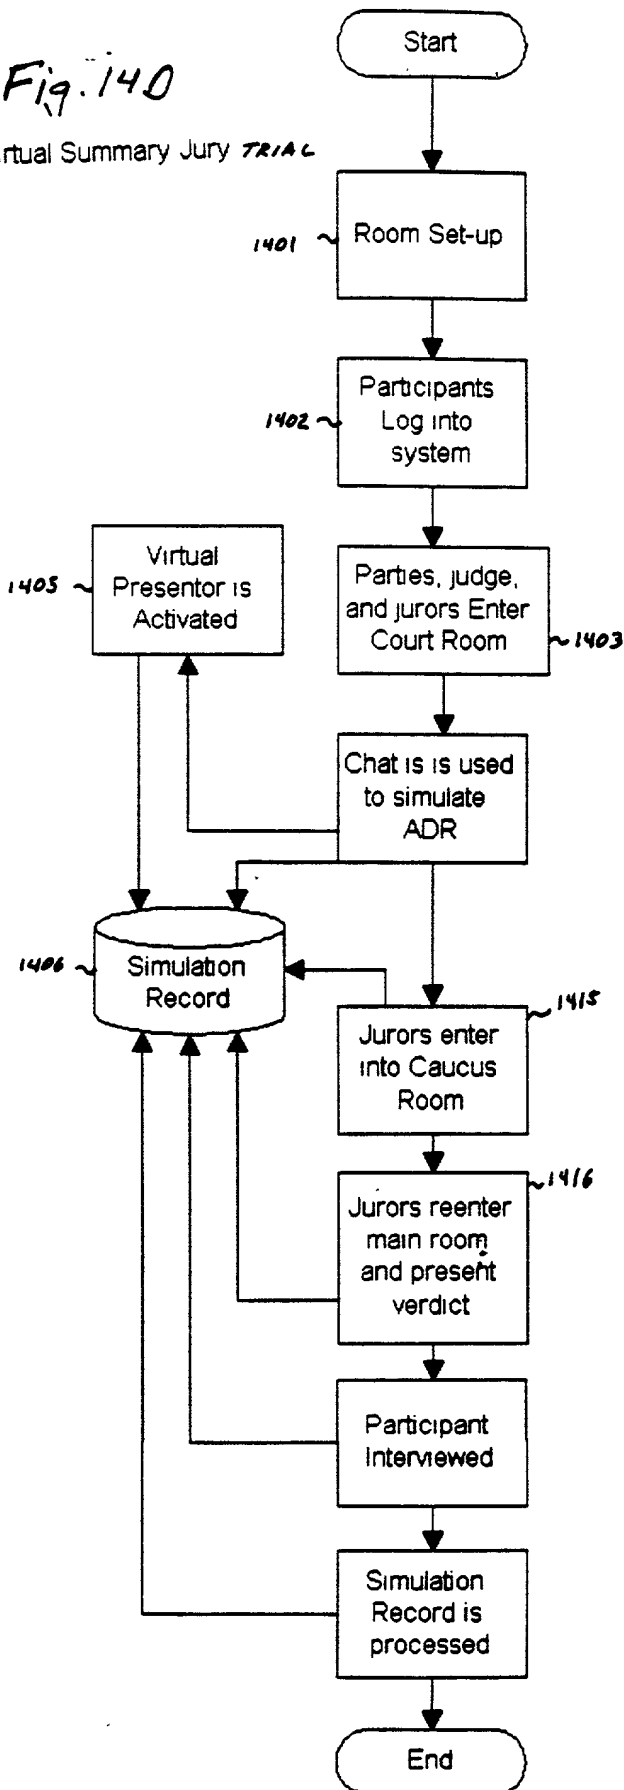 Start
Fig. 14D
rtual Summary Jury TRIAL
1401
Room Set-up
Participants
Log into
system
1402
Virtual
Presentor is
Activated
1405
Parties, judge,
and jurors Enter
Court Room
1403
Chat is is used
to simulate
ADR
1406
Simulation
Record
1415
Jurors enter
into Caucus
Room
1416
Jurors reenter
main room
and present
verdict
Participant
Interviewed
Simulation
Record is
processed
End